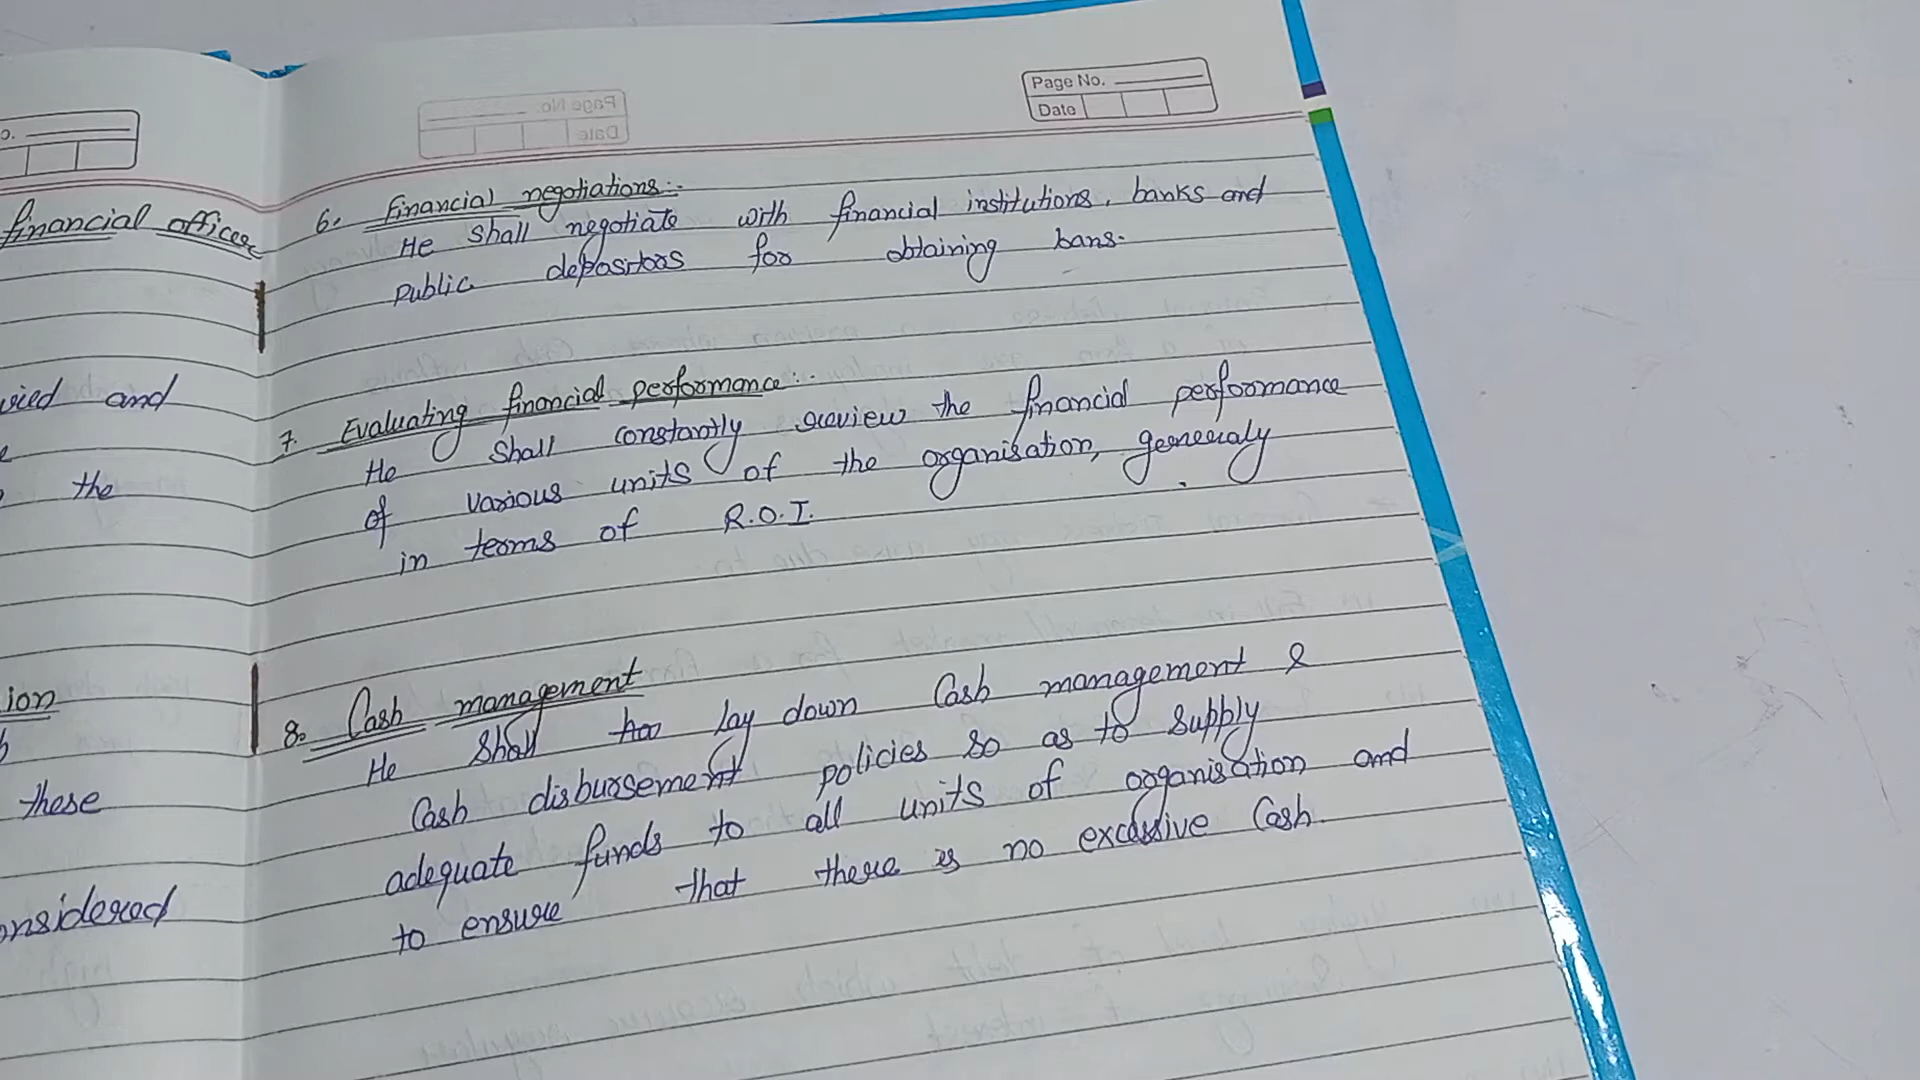 Page No.
Date
6. Financial negotiations:-
He shall negotiate with financial institutions, banks and
public depositors for obtaining loans.
7. Evaluating financial performance:-
He shall constantly review the financial performance
of various units of the organisation, generaly
in terms of R.O.I.
8. Cash management
He shall lay down Cash management &
Cash disbursement policies so as to supply
adequate funds to all units of organisation and
to ensure that there is no excessive Cash.
financial officer
and
the
ion
these
onsidered